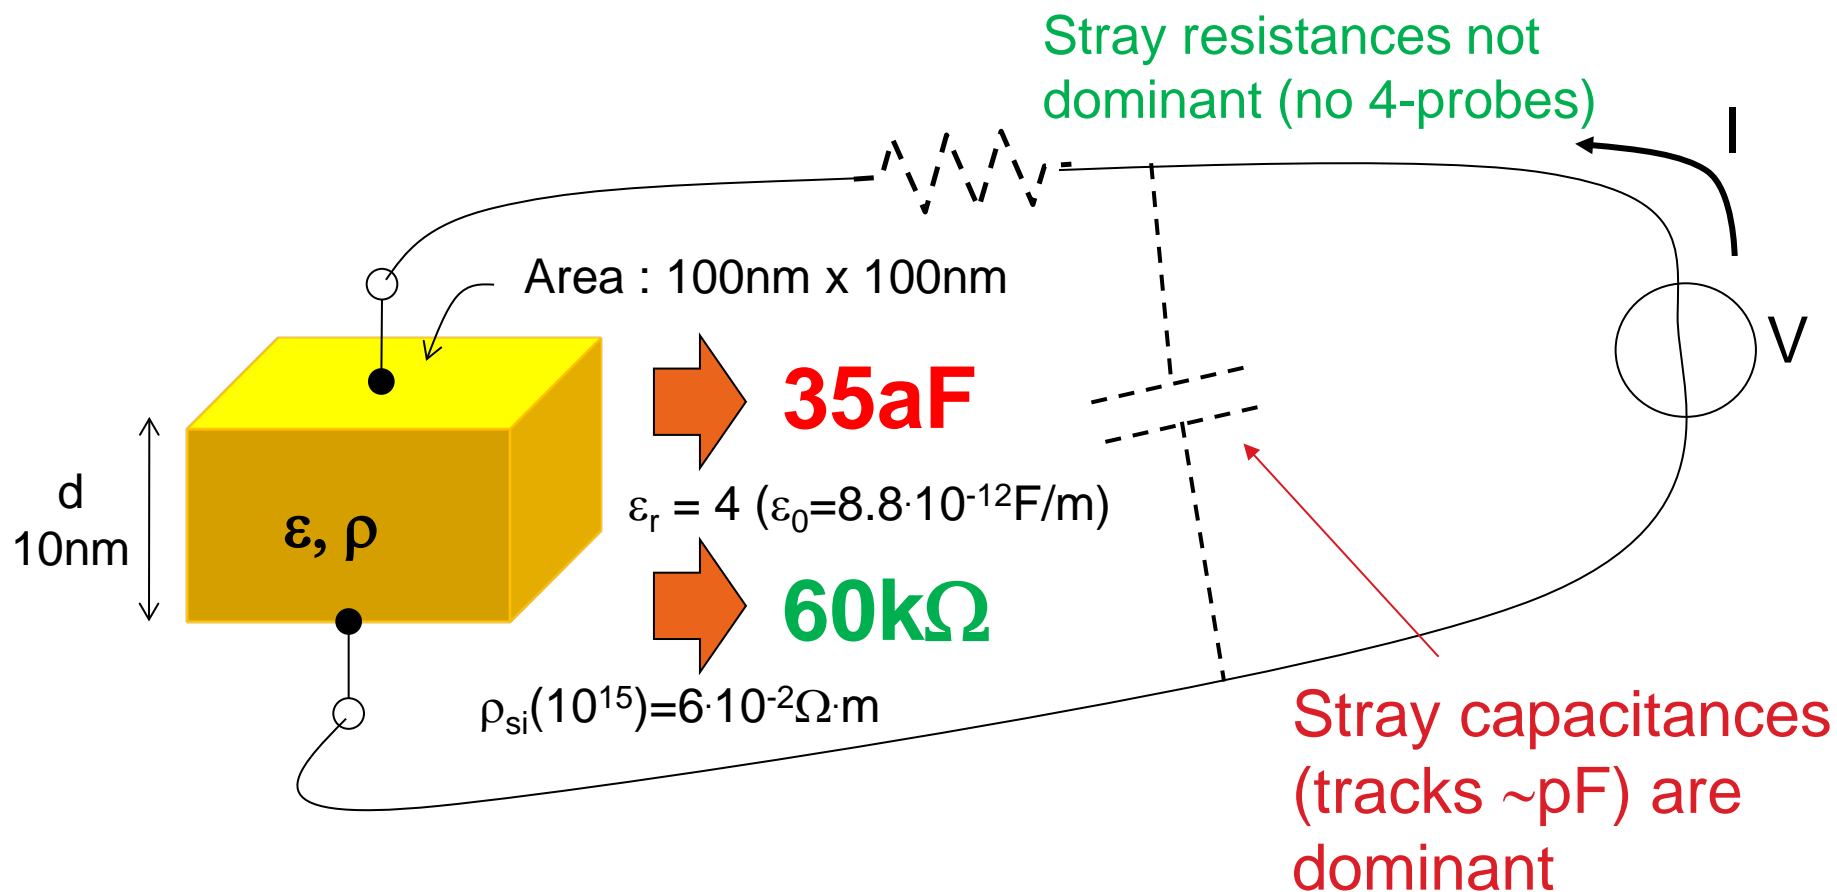 Stray resistances not
dominant (no 4-probes)
I
Area : 100nm x 100nm
35aF
V
d
10nm
ε, ρ
εr = 4 (ε0=8.8·10-12F/m)
60kΩ
ρsi(1015)=6·10-2Ω·m
Stray capacitances
(tracks ~pF) are
dominant